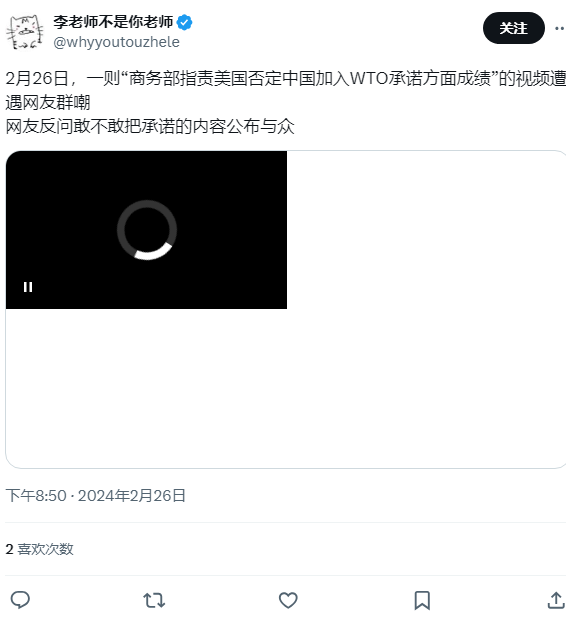 李老师不是你老师
@whyyoutouzhele
关注
2月26日，一则“商务部指责美国否定中国加入WTO承诺方面成绩”的视频遭
遇网友群嘲
网友反问敢不敢把承诺的内容公布与众
下午8:50 · 2024年2月26日
2 喜欢次数